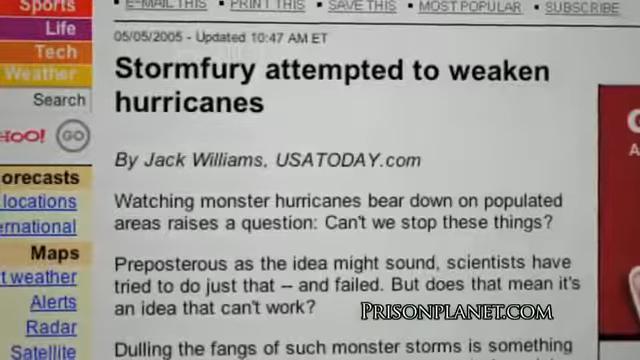 Sports
E-MAIL THIS • PRINT THIS • SAVE THIS • MOST POPULAR • SUBSCRIBE
Life
05/05/2005 - Updated 10:47 AM ET
Tech
Weather
Stormfury attempted to weaken
hurricanes
Search
GO
By Jack Williams, USATODAY.com
orecasts
locations
ernational
Watching monster hurricanes bear down on populated
areas raises a question: Can't we stop these things?
Maps
t weather
Alerts
Radar
Satellite
Preposterous as the idea might sound, scientists have
tried to do just that -- and failed. But does that mean it's
an idea that can't work?
PRISONPLANET.COM
Dulling the fangs of such monster storms is something